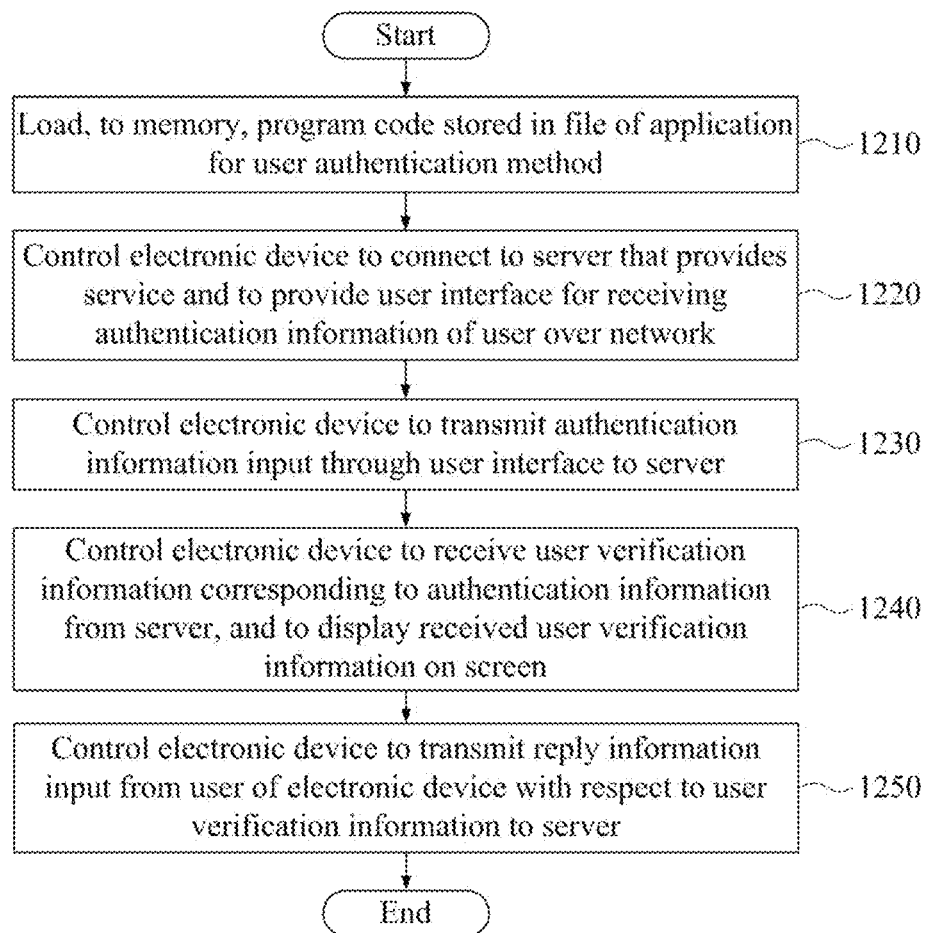 Start
Load, to memory, program code stored in file of application
for user authentication method
1210
Control electronic device to connect to server that provides
service and to provide user interface for receiving
authentication information of user over network
1220
Control electronic device to transmit authentication
information input through user interface to server
1230
Control electronic device to receive user verification
information corresponding to authentication information
from server, and to display received user verification
information on screen
1240
Control electronic device to transmit reply information
input from user of electronic device with respect to user
verification information to server
1250
End